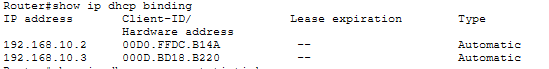 Router#show ip dhcp binding
IP address       Client-ID/              Lease expiration        Type
                 Hardware address
192.168.10.2     00D0.FFDC.B14A           --                     Automatic
192.168.10.3     000D.BD18.B220           --                     Automatic